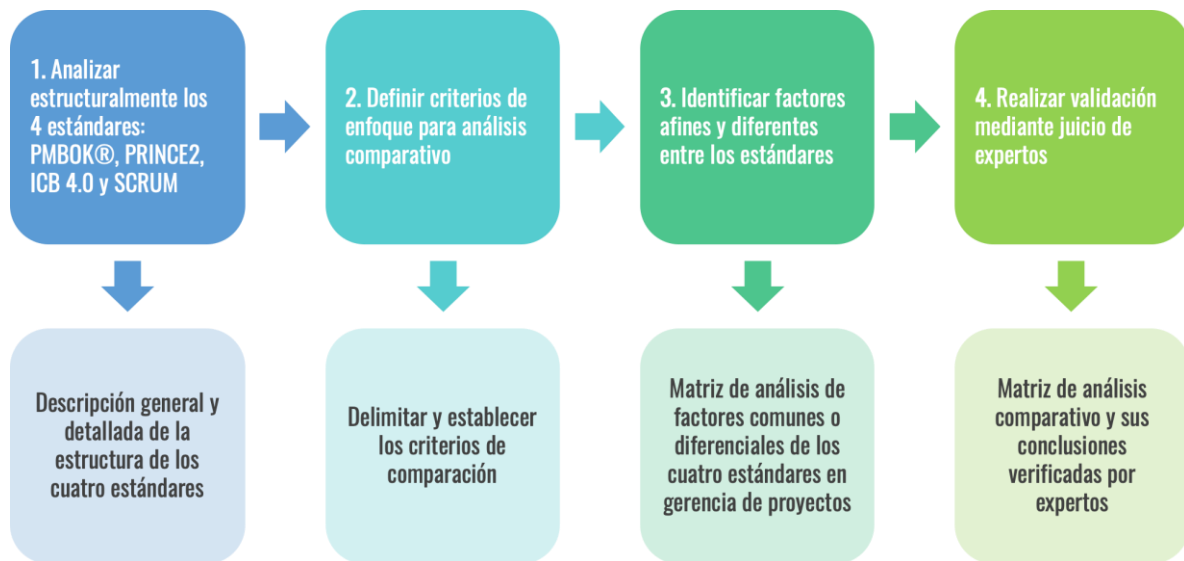 1. Analizar
estructuralmente los
4 estándares:
PMBOK®, PRINCE2,
ICB 4.0 y SCRUM
2. Definir criterios de
enfoque para análisis
comparativo
3. Identificar factores
afines y diferentes
entre los estándares
4. Realizar validación
mediante juicio de
expertos
Descripción general y
detallada de la
estructura de los
cuatro estándares
Delimitar y establecer
los criterios de
comparación
Matriz de análisis de
factores comunes o
diferenciales de los
cuatro estándares en
gerencia de proyectos
Matriz de análisis
comparativo y sus
conclusiones
verificadas por
expertos